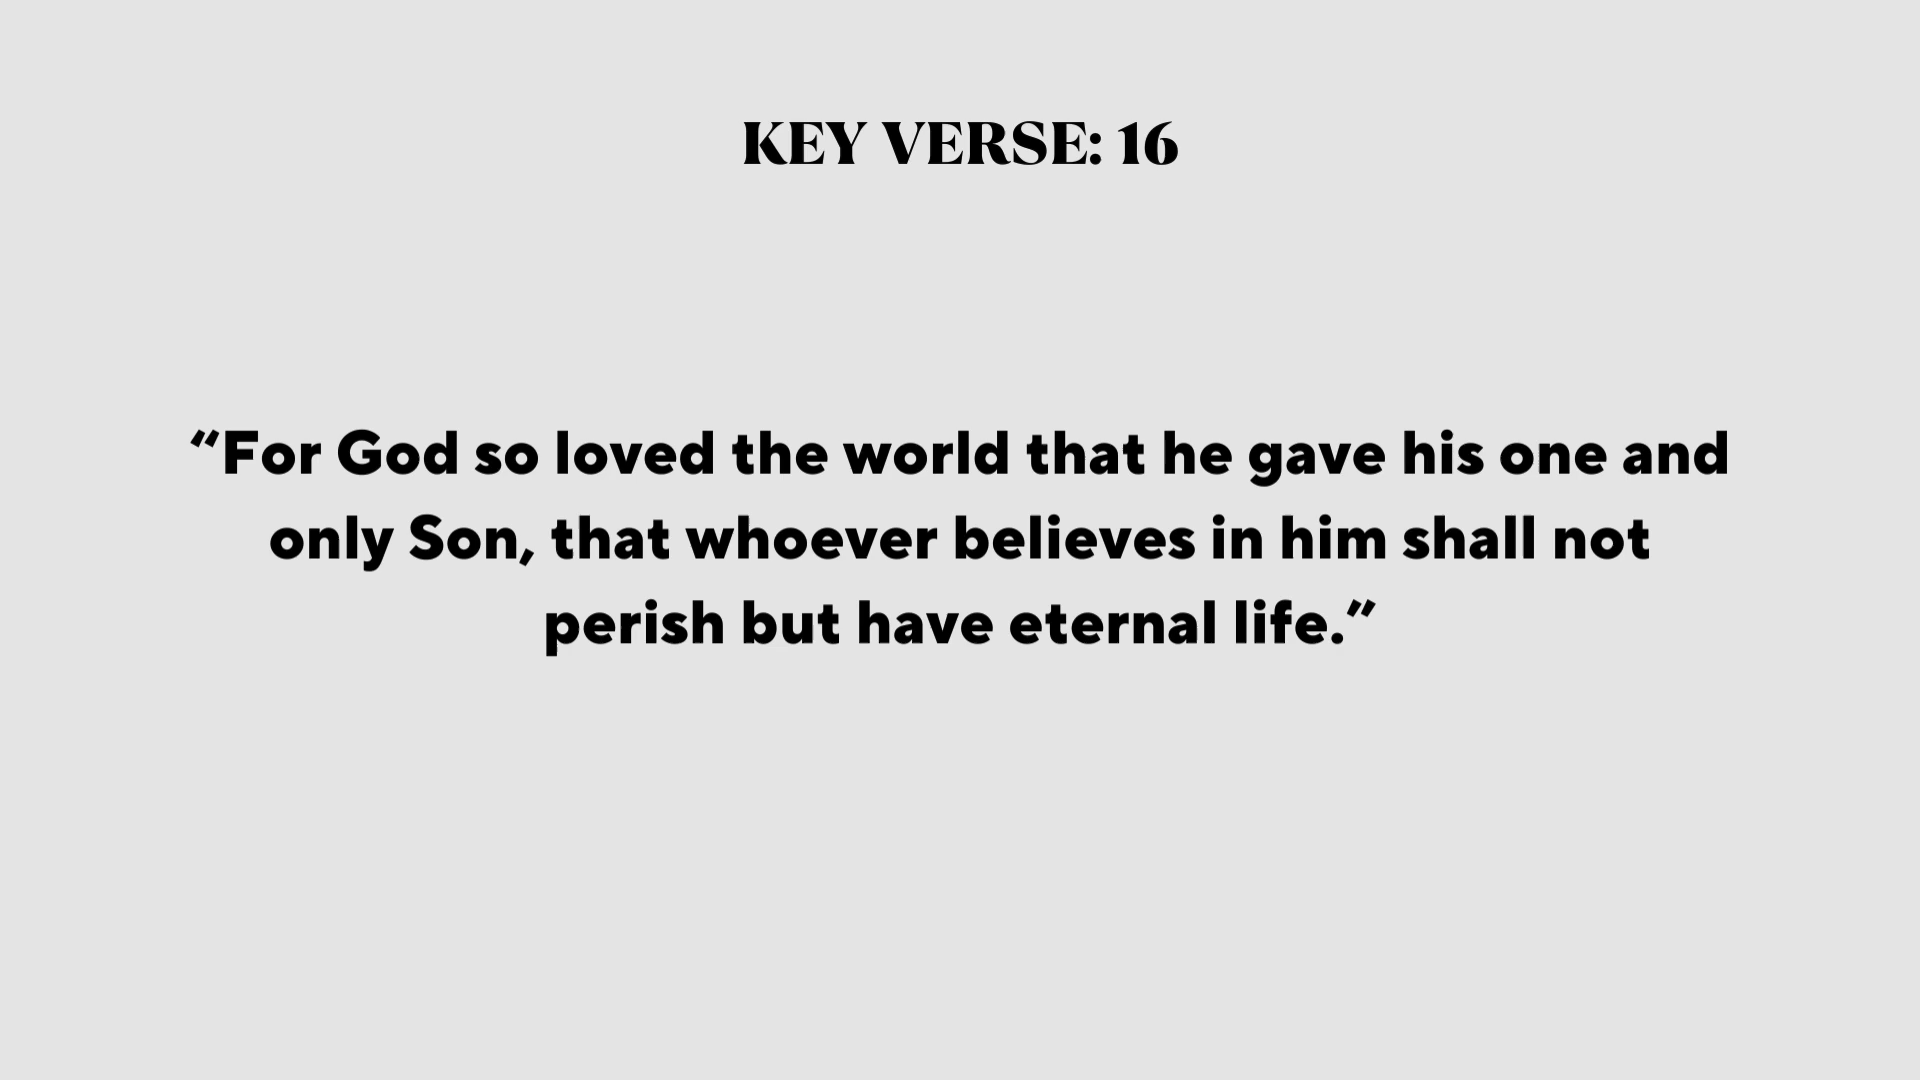 KEY VERSE: 16
“For God so loved the world that he gave his one and
only Son, that whoever believes in him shall not
perish but have eternal life.”